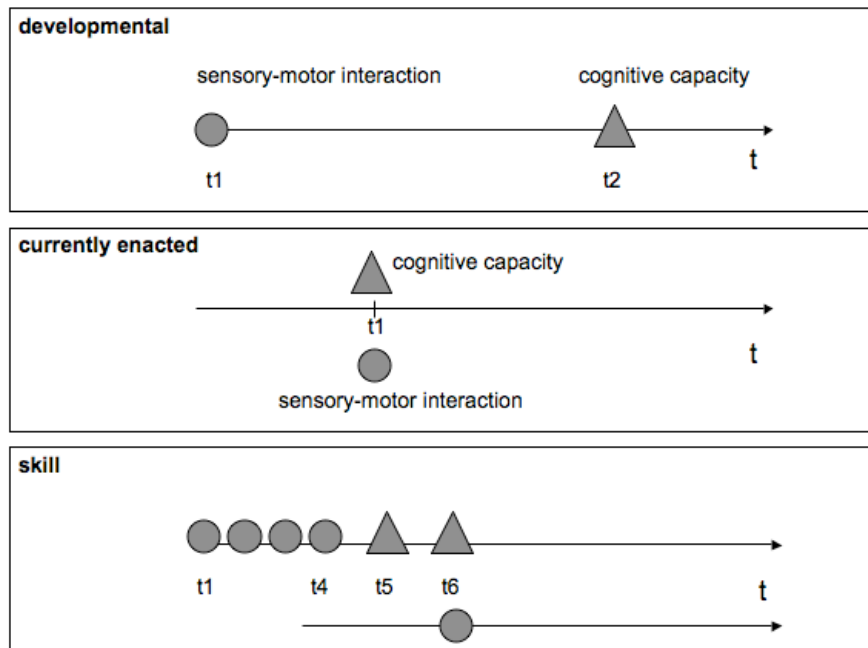 developmental
sensory-motor interaction cognitive capacity
t1 t2 t
currently enacted
cognitive capacity
t1
t
sensory-motor interaction
skill
t1 t4 t5 t6 t